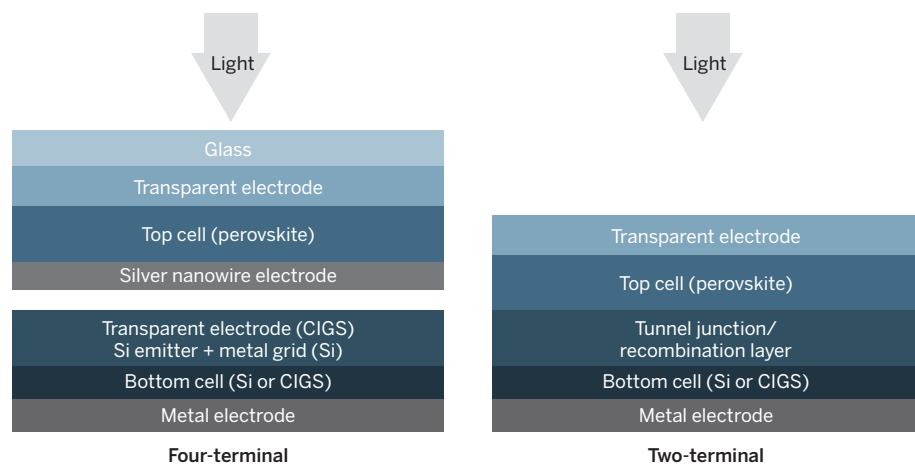 Light
Glass
Transparent electrode
Top cell (perovskite)
Silver nanowire electrode
Transparent electrode (CIGS)
Si emitter + metal grid (Si)
Bottom cell (Si or CIGS)
Metal electrode
Four-terminal
Light
Transparent electrode
Top cell (perovskite)
Tunnel junction/
recombination layer
Bottom cell (Si or CIGS)
Metal electrode
Two-terminal